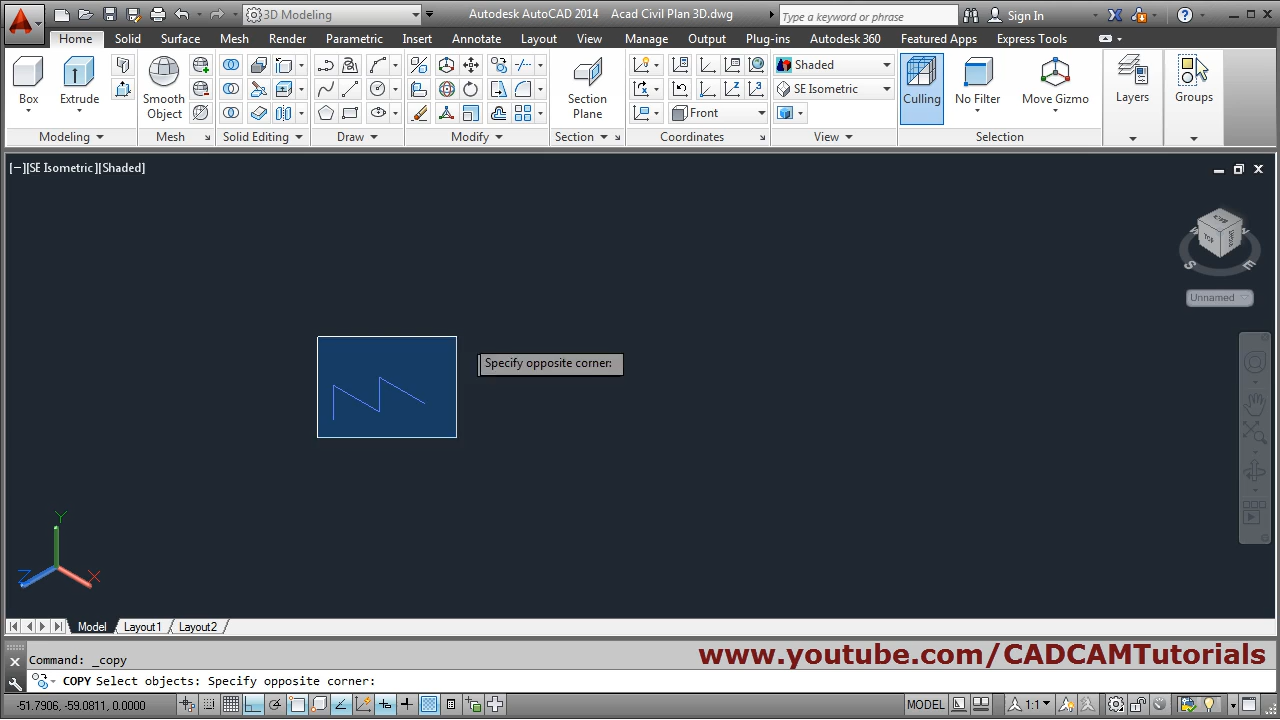 3D Modeling
Autodesk AutoCAD 2014 Acad Civil Plan 3D.dwg
Type a keyword or phrase
Sign In
Home Solid Surface Mesh Render Parametric Insert Annotate Layout View Manage Output Plug-ins Autodesk 360 Featured Apps Express Tools
Box
Extrude
Smooth
Object
Section
Plane
Front
Shaded
SE Isometric
Culling
No Filter
Move Gizmo
Layers
Groups
Modeling Mesh Solid Editing Draw Modify Section Coordinates View Selection
[−][SE Isometric][Shaded]
TOP
W
S
E
Unnamed
Specify opposite corner:
Y
Z
X
Model Layout1 Layout2
Command: _copy
www.youtube.com/CADCAMTutorials
COPY Select objects: Specify opposite corner:
-51.7906, -59.0811, 0.0000
MODEL
1:1